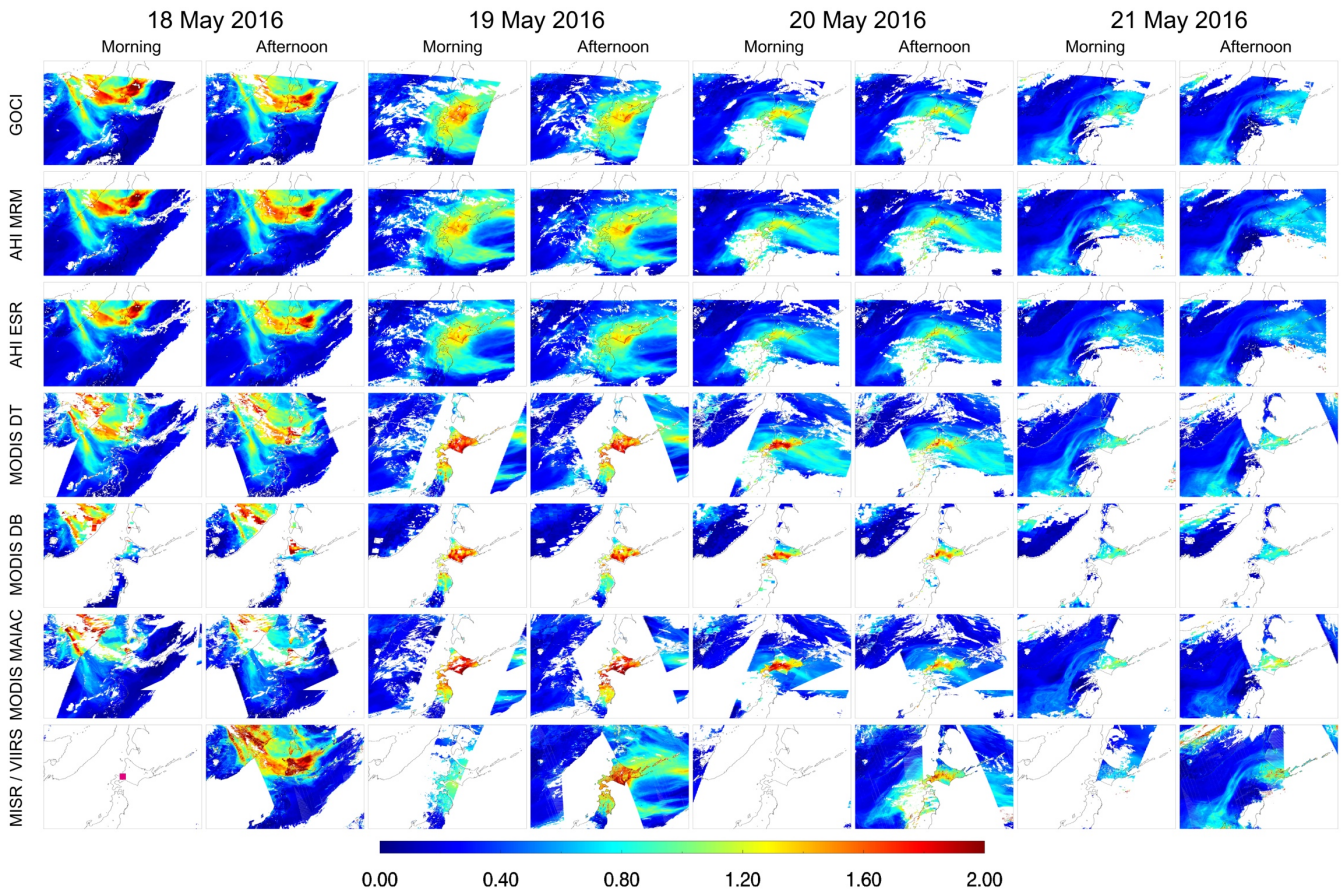 18 May 2016 19 May 2016 20 May 2016 21 May 2016
Morning Afternoon Morning Afternoon Morning Afternoon Morning Afternoon
GOCI
AHI MRM
AHI ESR
MODIS DT
MODIS DB
MODIS MAIAC
MISR / VIIRS
0.00 0.40 0.80 1.20 1.60 2.00